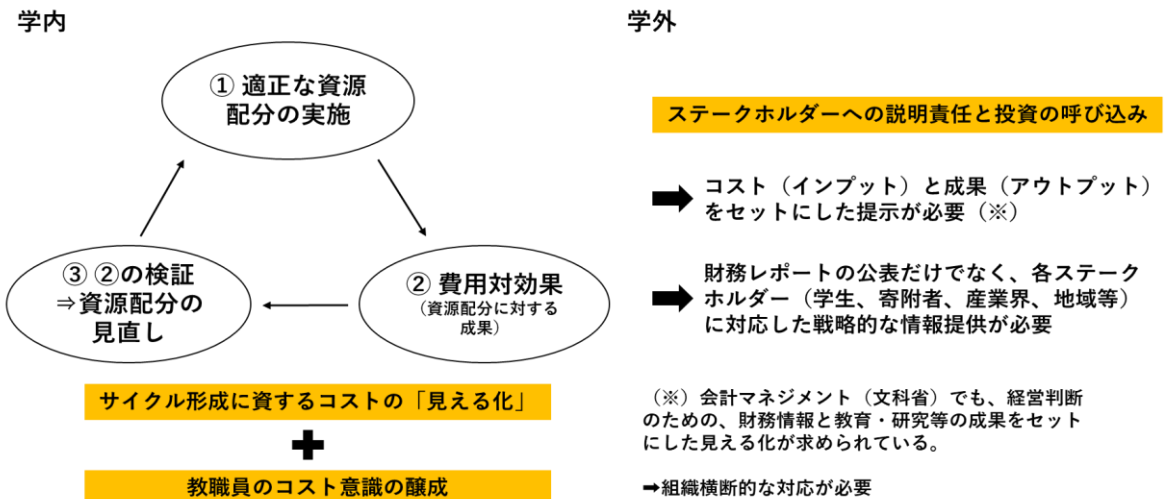 学内
① 適正な資源
配分の実施
② 費用対効果
（資源配分に対する
成果）
③ ②の検証
⇒資源配分の
見直し
サイクル形成に資するコストの「見える化」
教職員のコスト意識の醸成
学外
ステークホルダーへの説明責任と投資の呼び込み
コスト（インプット）と成果（アウトプット）
をセットにした提示が必要（※）
財務レポートの公表だけでなく、各ステーク
ホルダー（学生、寄附者、産業界、地域等）
に対応した戦略的な情報提供が必要
（※）会計マネジメント（文科省）でも、経営判断
のための、財務情報と教育・研究等の成果をセット
にした見える化が求められている。
➡組織横断的な対応が必要